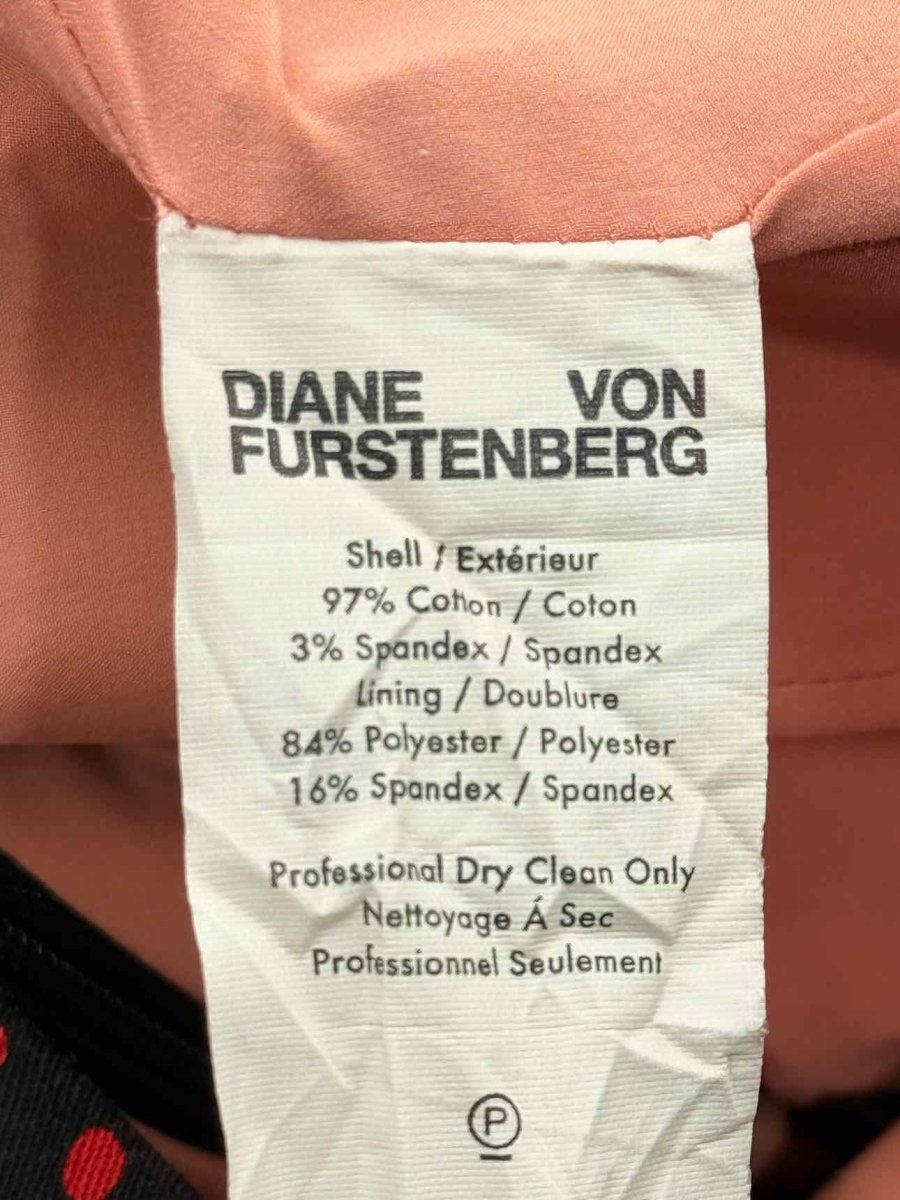 DIANE VON
FURSTENBERG
Shell / Extérieur
97% Cotton / Coton
3% Spandex / Spandex
Lining / Doublure
84% Polyester / Polyester
16% Spandex / Spandex
Professional Dry Clean Only
Nettoyage Á Sec
Professionnel Seulement
P